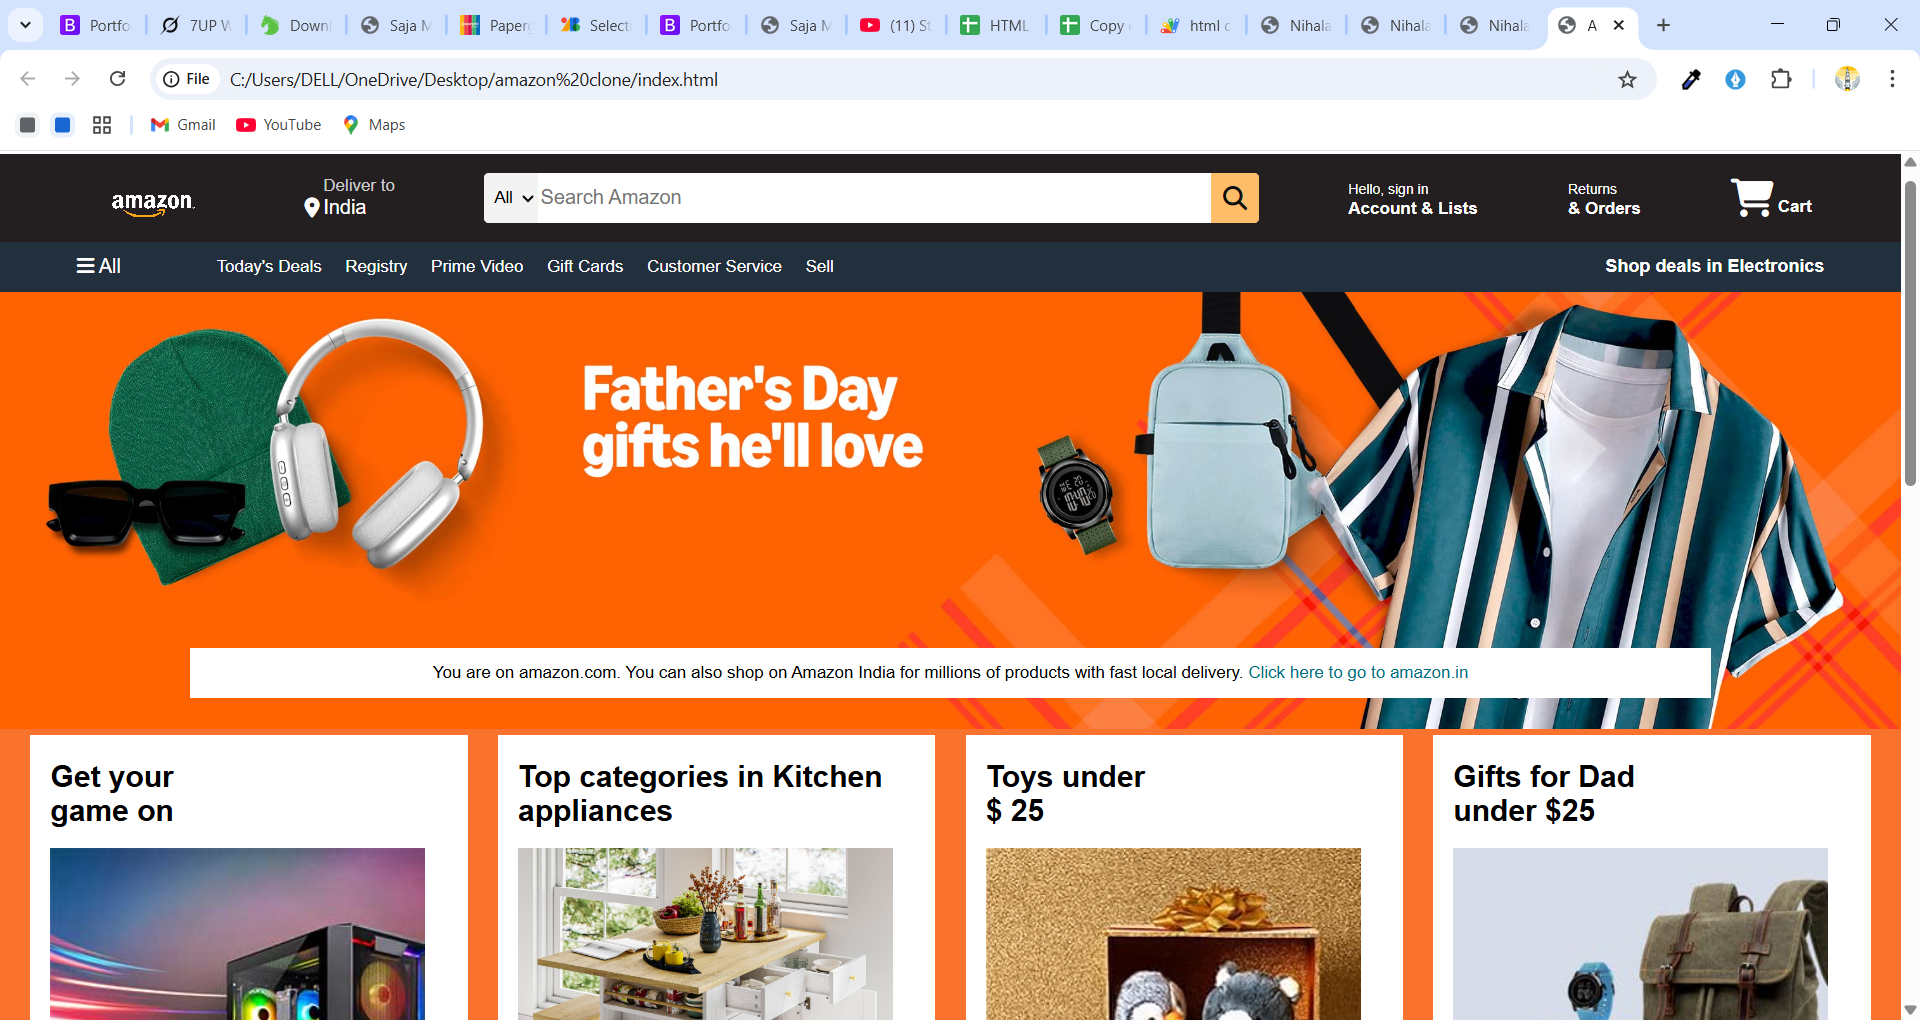 Portfo
7UP W
Downl
Saja M
Paperc
Selecti
Portfo
Saja M
(11) St
HTML
Copy
html c
Nihala
Nihala
Nihala
A
File
C:/Users/DELL/OneDrive/Desktop/amazon%20clone/index.html
Gmail
YouTube
Maps
amazon
Deliver to
India
All
Search Amazon
Hello, sign in
Account & Lists
Returns
& Orders
Cart
All
Today's Deals
Registry
Prime Video
Gift Cards
Customer Service
Sell
Shop deals in Electronics
Father's Day
gifts he'll love
You are on amazon.com. You can also shop on Amazon India for millions of products with fast local delivery. Click here to go to amazon.in
Get your
game on
Top categories in Kitchen
appliances
Toys under
$ 25
Gifts for Dad
under $25